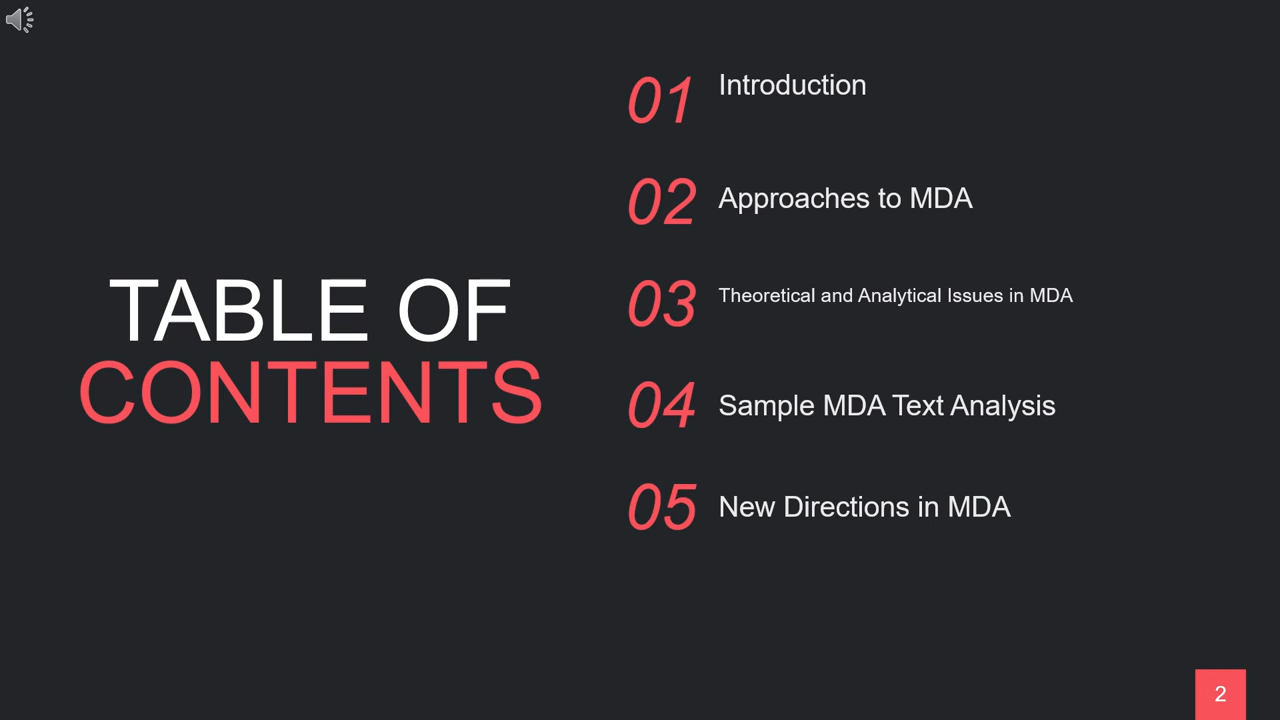 TABLE OF
CONTENTS
01 Introduction
02 Approaches to MDA
03 Theoretical and Analytical Issues in MDA
04 Sample MDA Text Analysis
05 New Directions in MDA
2